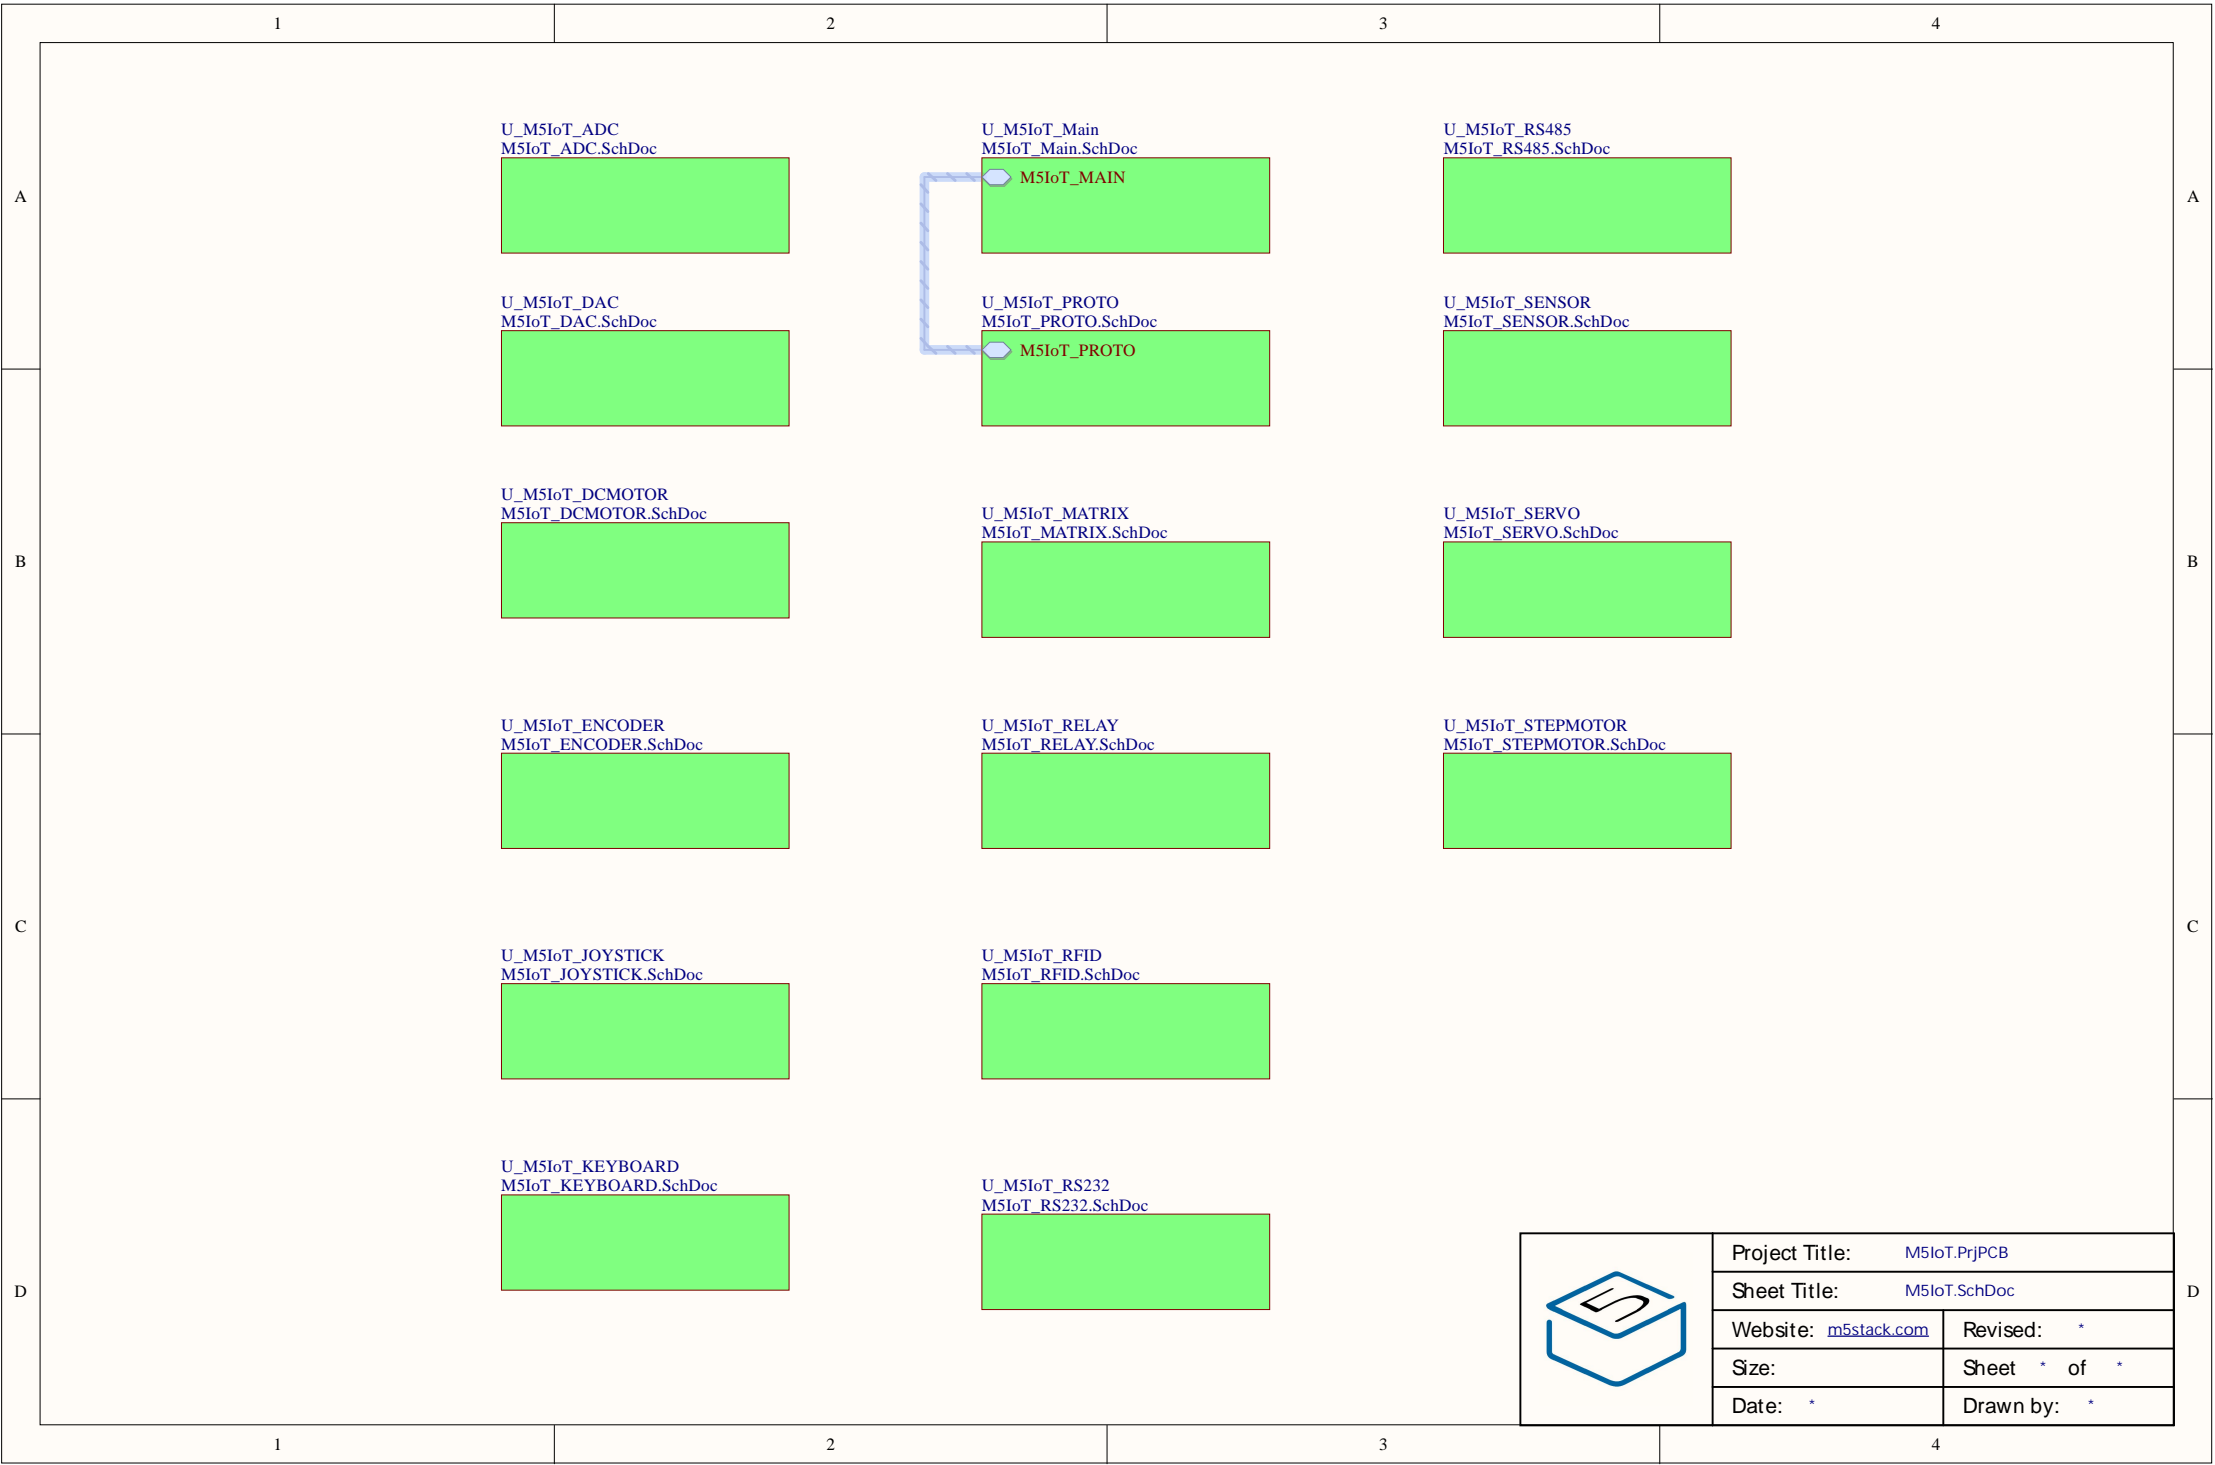 1 2 3 4
A A
U_M5IoT_ADC
M5IoT_ADC.SchDoc
U_M5IoT_Main
M5IoT_Main.SchDoc
M5IoT_MAIN
U_M5IoT_RS485
M5IoT_RS485.SchDoc
U_M5IoT_DAC
M5IoT_DAC.SchDoc
U_M5IoT_PROTO
M5IoT_PROTO.SchDoc
M5IoT_PROTO
U_M5IoT_SENSOR
M5IoT_SENSOR.SchDoc
B B
U_M5IoT_DCMOTOR
M5IoT_DCMOTOR.SchDoc
U_M5IoT_MATRIX
M5IoT_MATRIX.SchDoc
U_M5IoT_SERVO
M5IoT_SERVO.SchDoc
U_M5IoT_ENCODER
M5IoT_ENCODER.SchDoc
U_M5IoT_RELAY
M5IoT_RELAY.SchDoc
U_M5IoT_STEPMOTOR
M5IoT_STEPMOTOR.SchDoc
C C
U_M5IoT_JOYSTICK
M5IoT_JOYSTICK.SchDoc
U_M5IoT_RFID
M5IoT_RFID.SchDoc
U_M5IoT_KEYBOARD
M5IoT_KEYBOARD.SchDoc
U_M5IoT_RS232
M5IoT_RS232.SchDoc
D D
5
Project Title: M5IoT.PrjPCB
Sheet Title: M5IoT.SchDoc
Website: m5stack.com Revised: *
Size: Sheet * of *
Date: * Drawn by: *
1 2 3 4